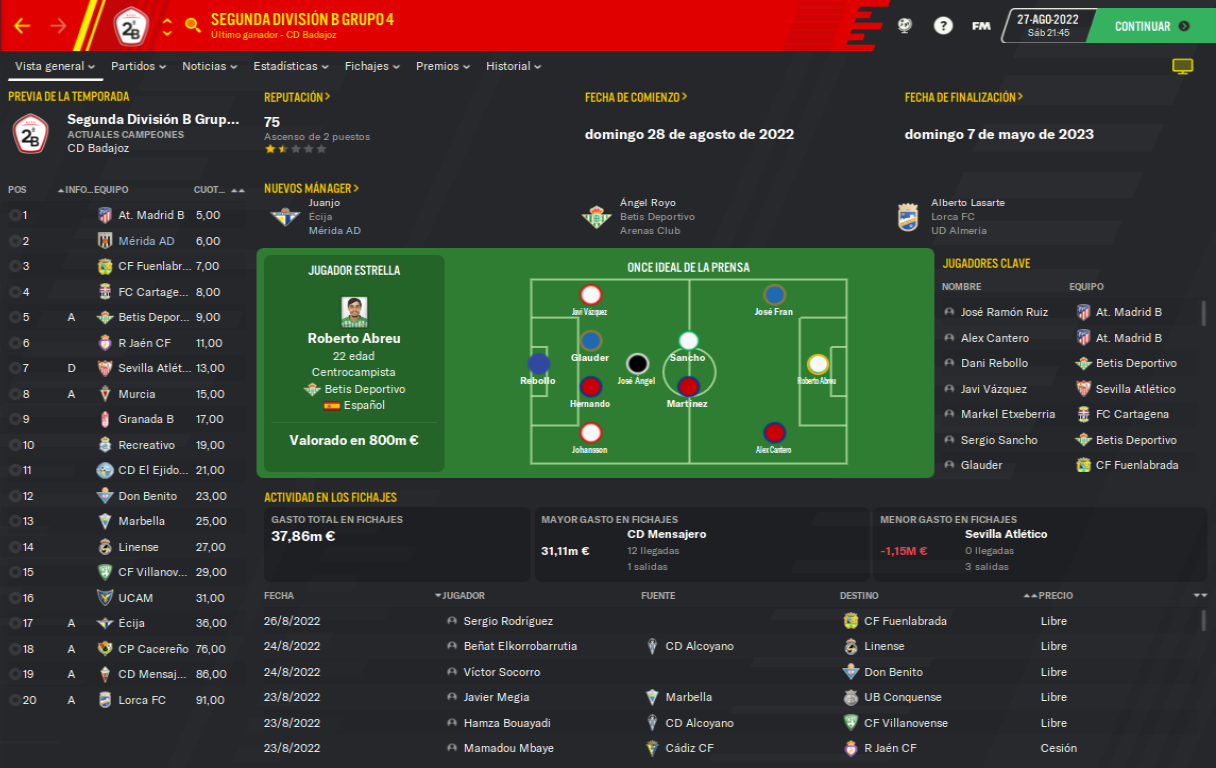 SEGUNDA DIVISIÓN B GRUPO 4
Último ganador - CD Badajoz
2ªB
?
FM
27-AGO-2022
Sáb 21:45
CONTINUAR
Vista general
Partidos
Noticias
Estadísticas
Fichajes
Premios
Historial
PREVIA DE LA TEMPORADA
2ªB
Segunda División B Grup...
ACTUALES CAMPEONES
CD Badajoz
REPUTACIÓN >
75
Ascenso de 2 puestos
FECHA DE COMIENZO >
domingo 28 de agosto de 2022
FECHA DE FINALIZACIÓN >
domingo 7 de mayo de 2023
POS INFO... EQUIPO CUOT...
1 At. Madrid B 5,00
2 Mérida AD 6,00
3 CF Fuenlabr... 7,00
4 FC Cartage... 8,00
5 A Betis Depor... 9,00
6 R Jaén CF 11,00
7 D Sevilla Atlét... 13,00
8 A Murcia 15,00
9 Granada B 17,00
10 Recreativo 19,00
11 CD El Ejido... 21,00
12 Don Benito 23,00
13 Marbella 25,00
14 Linense 27,00
15 CF Villanov... 29,00
16 UCAM 31,00
17 A Écija 36,00
18 A CP Cacereño 76,00
19 A CD Mensaj... 86,00
20 A Lorca FC 91,00
NUEVOS MÁNAGER >
Juanjo
Écija
Mérida AD
Ángel Royo
Betis Deportivo
Arenas Club
Alberto Lasarte
Lorca FC
UD Almería
JUGADOR ESTRELLA
Roberto Abreu
22 edad
Centrocampista
Betis Deportivo
Español
Valorado en 800m €
ONCE IDEAL DE LA PRENSA
Javi Vázquez
José Fran
Glauder
Sancho
Rebollo
José Ángel
Roberto Abreu
Hernando
Martínez
Johansson
Alex Cantero
JUGADORES CLAVE
NOMBRE EQUIPO
José Ramón Ruiz At. Madrid B
Alex Cantero At. Madrid B
Dani Rebollo Betis Deportivo
Javi Vázquez Sevilla Atlético
Markel Etxeberria FC Cartagena
Sergio Sancho Betis Deportivo
Glauder CF Fuenlabrada
ACTIVIDAD EN LOS FICHAJES
GASTO TOTAL EN FICHAJES
37,86m €
MAYOR GASTO EN FICHAJES
CD Mensajero
31,11m € 12 llegadas
1 salidas
MENOR GASTO EN FICHAJES
Sevilla Atlético
-1,15M € 0 llegadas
3 salidas
FECHA JUGADOR FUENTE DESTINO PRECIO
26/8/2022 Sergio Rodríguez CF Fuenlabrada Libre
24/8/2022 Beñat Elkorrobarrutia CD Alcoyano Linense Libre
24/8/2022 Víctor Socorro Don Benito Libre
23/8/2022 Javier Megia Marbella UB Conquense Libre
23/8/2022 Hamza Bouayadi CD Alcoyano CF Villanovense Libre
23/8/2022 Mamadou Mbaye Cádiz CF R Jaén CF Cesión